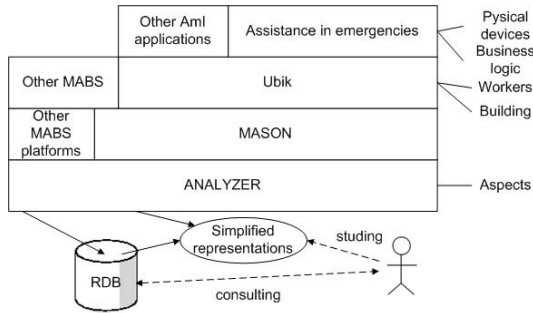 Other AmI
applications
Assistance in emergencies
Pysical
devices
Business
logic
Other MABS
Ubik
Workers
Building
Other
MABS
platforms
MASON
ANALYZER
Aspects
Simplified
representations
studing
RDB
consulting